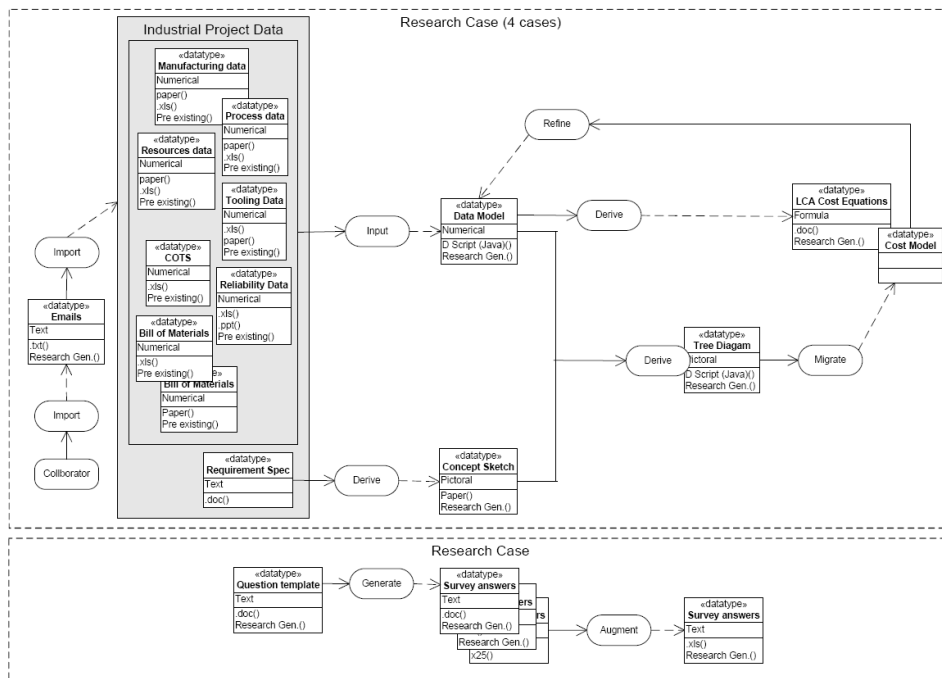 Research Case (4 cases)
Industrial Project Data
«datatype»
Manufacturing data
Numerical
paper()
.xls()
Pre existing()
«datatype»
Process data
Numerical
paper()
.xls()
Pre existing()
«datatype»
Resources data
Numerical
paper()
.xls()
Pre existing()
«datatype»
Tooling Data
Numerical
.xls()
paper()
Pre existing()
«datatype»
COTS
Numerical
.xls()
Pre existing()
«datatype»
Reliability Data
Numerical
.xls()
.ppt()
Pre existing()
«datatype»
Bill of Materials
Numerical
.xls()
Pre existing()
Bill of Materials
Numerical
Paper()
Pre existing()
«datatype»
Requirement Spec
Text
.doc()
Import
«datatype»
Emails
Text
.txt()
Research Gen.()
Import
Collborator
Input
Refine
«datatype»
Data Model
Numerical
D Script (Java)()
Research Gen.()
Derive
«datatype»
LCA Cost Equations
Formula
.doc()
Research Gen.()
«datatype»
Cost Model
Derive
«datatype»
Tree Diagam
Pictoral
D Script (Java)()
Research Gen.()
Migrate
Derive
«datatype»
Concept Sketch
Pictoral
Paper()
Research Gen.()
Research Case
«datatype»
Question template
Text
.doc()
Research Gen.()
Generate
«datatype»
Survey answers
Text
.doc()
Research Gen.()
ers
rs
Research Gen.()
x25()
Augment
«datatype»
Survey answers
Text
.xls()
Research Gen.()